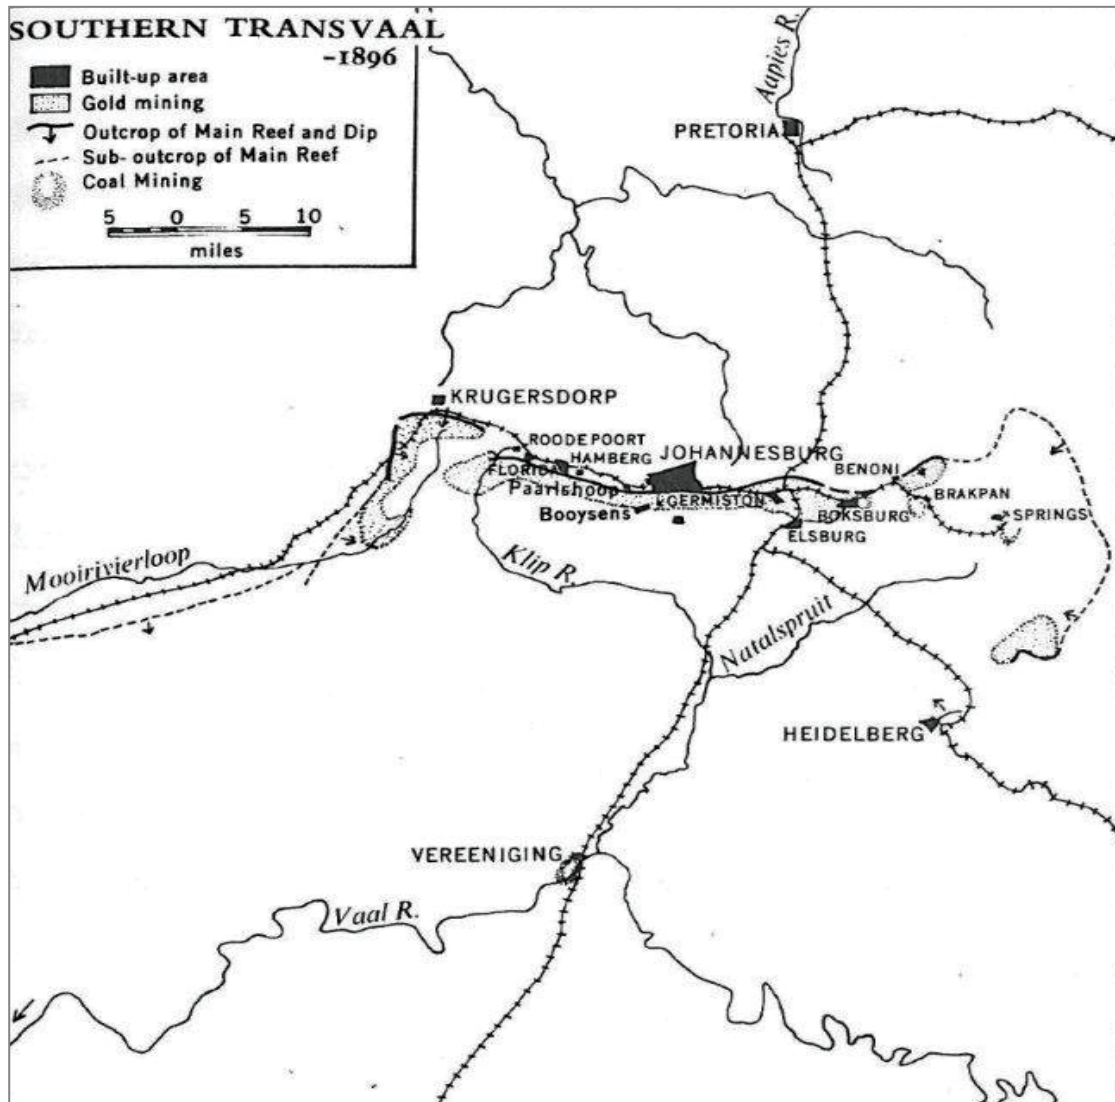 SOUTHERN TRANSVAAL
-1896
Built-up area
Gold mining
Outcrop of Main Reef and Dip
Sub- outcrop of Main Reef
Coal Mining
5 0 5 10
miles
Aapies R.
PRETORIA
KRUGERSDORP
ROODEPOORT
HAMBERG
JOHANNESBURG
FLORIDA
BENONI
Paarlshoop
GERMISTON
BRAKPAN
Booysens
BOKSBURG
SPRINGS
ELSBURG
Mooirivierloop
Klip R.
Natalspruit
HEIDELBERG
VEREENIGING
Vaal R.